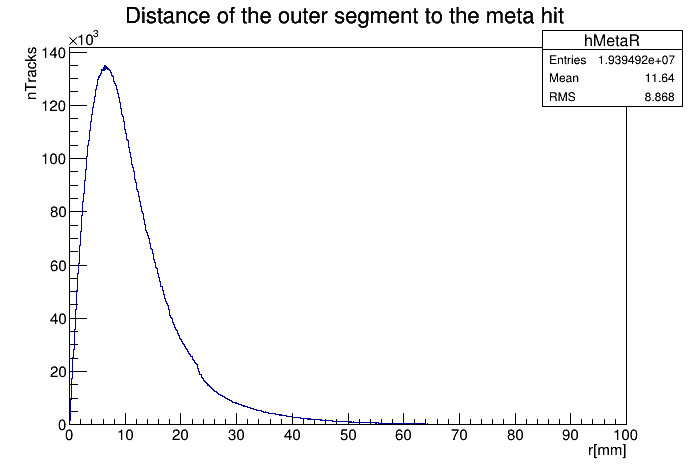 Distance of the outer segment to the meta hit
×10³
nTracks
hMetaR
Entries 1.939492e+07
Mean 11.64
RMS 8.868
140
120
100
80
60
40
20
0
0 10 20 30 40 50 60 70 80 90 100
r[mm]